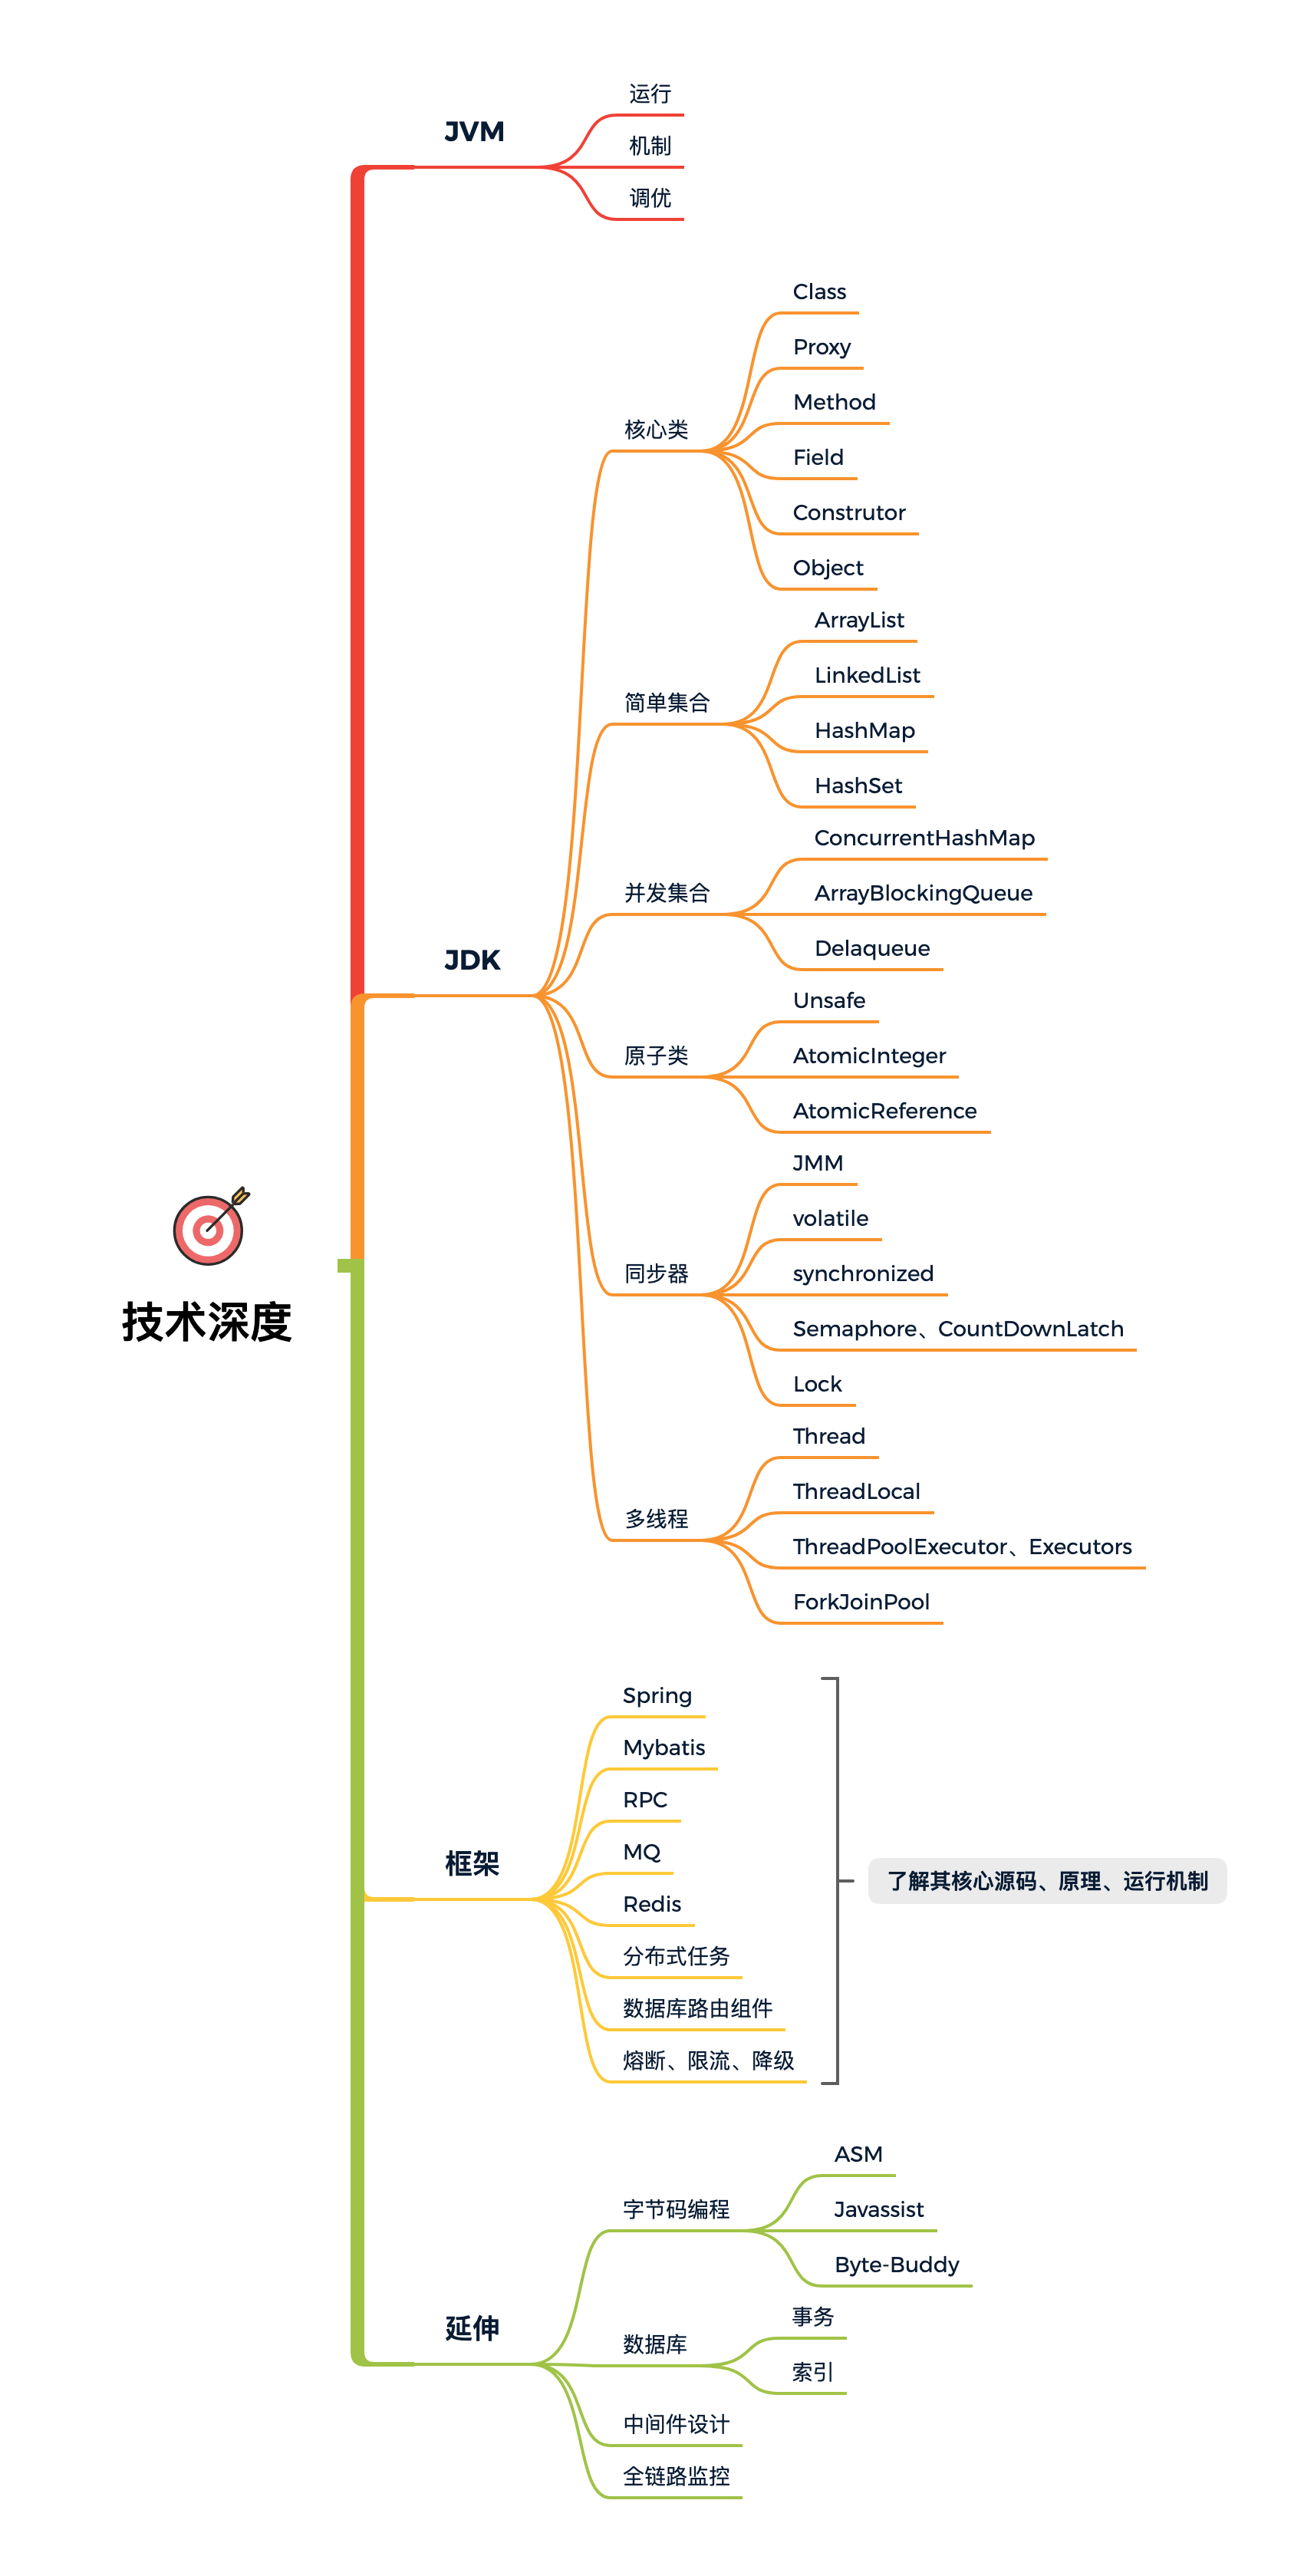 技术深度
JVM
运行
机制
调优
JDK
核心类
Class
Proxy
Method
Field
Construtor
Object
简单集合
ArrayList
LinkedList
HashMap
HashSet
并发集合
ConcurrentHashMap
ArrayBlockingQueue
Delaqueue
原子类
Unsafe
AtomicInteger
AtomicReference
同步器
JMM
volatile
synchronized
Semaphore、CountDownLatch
Lock
多线程
Thread
ThreadLocal
ThreadPoolExecutor、Executors
ForkJoinPool
框架
Spring
Mybatis
RPC
MQ
Redis
分布式任务
数据库路由组件
熔断、限流、降级
了解其核心源码、原理、运行机制
延伸
字节码编程
ASM
Javassist
Byte-Buddy
数据库
事务
索引
中间件设计
全链路监控